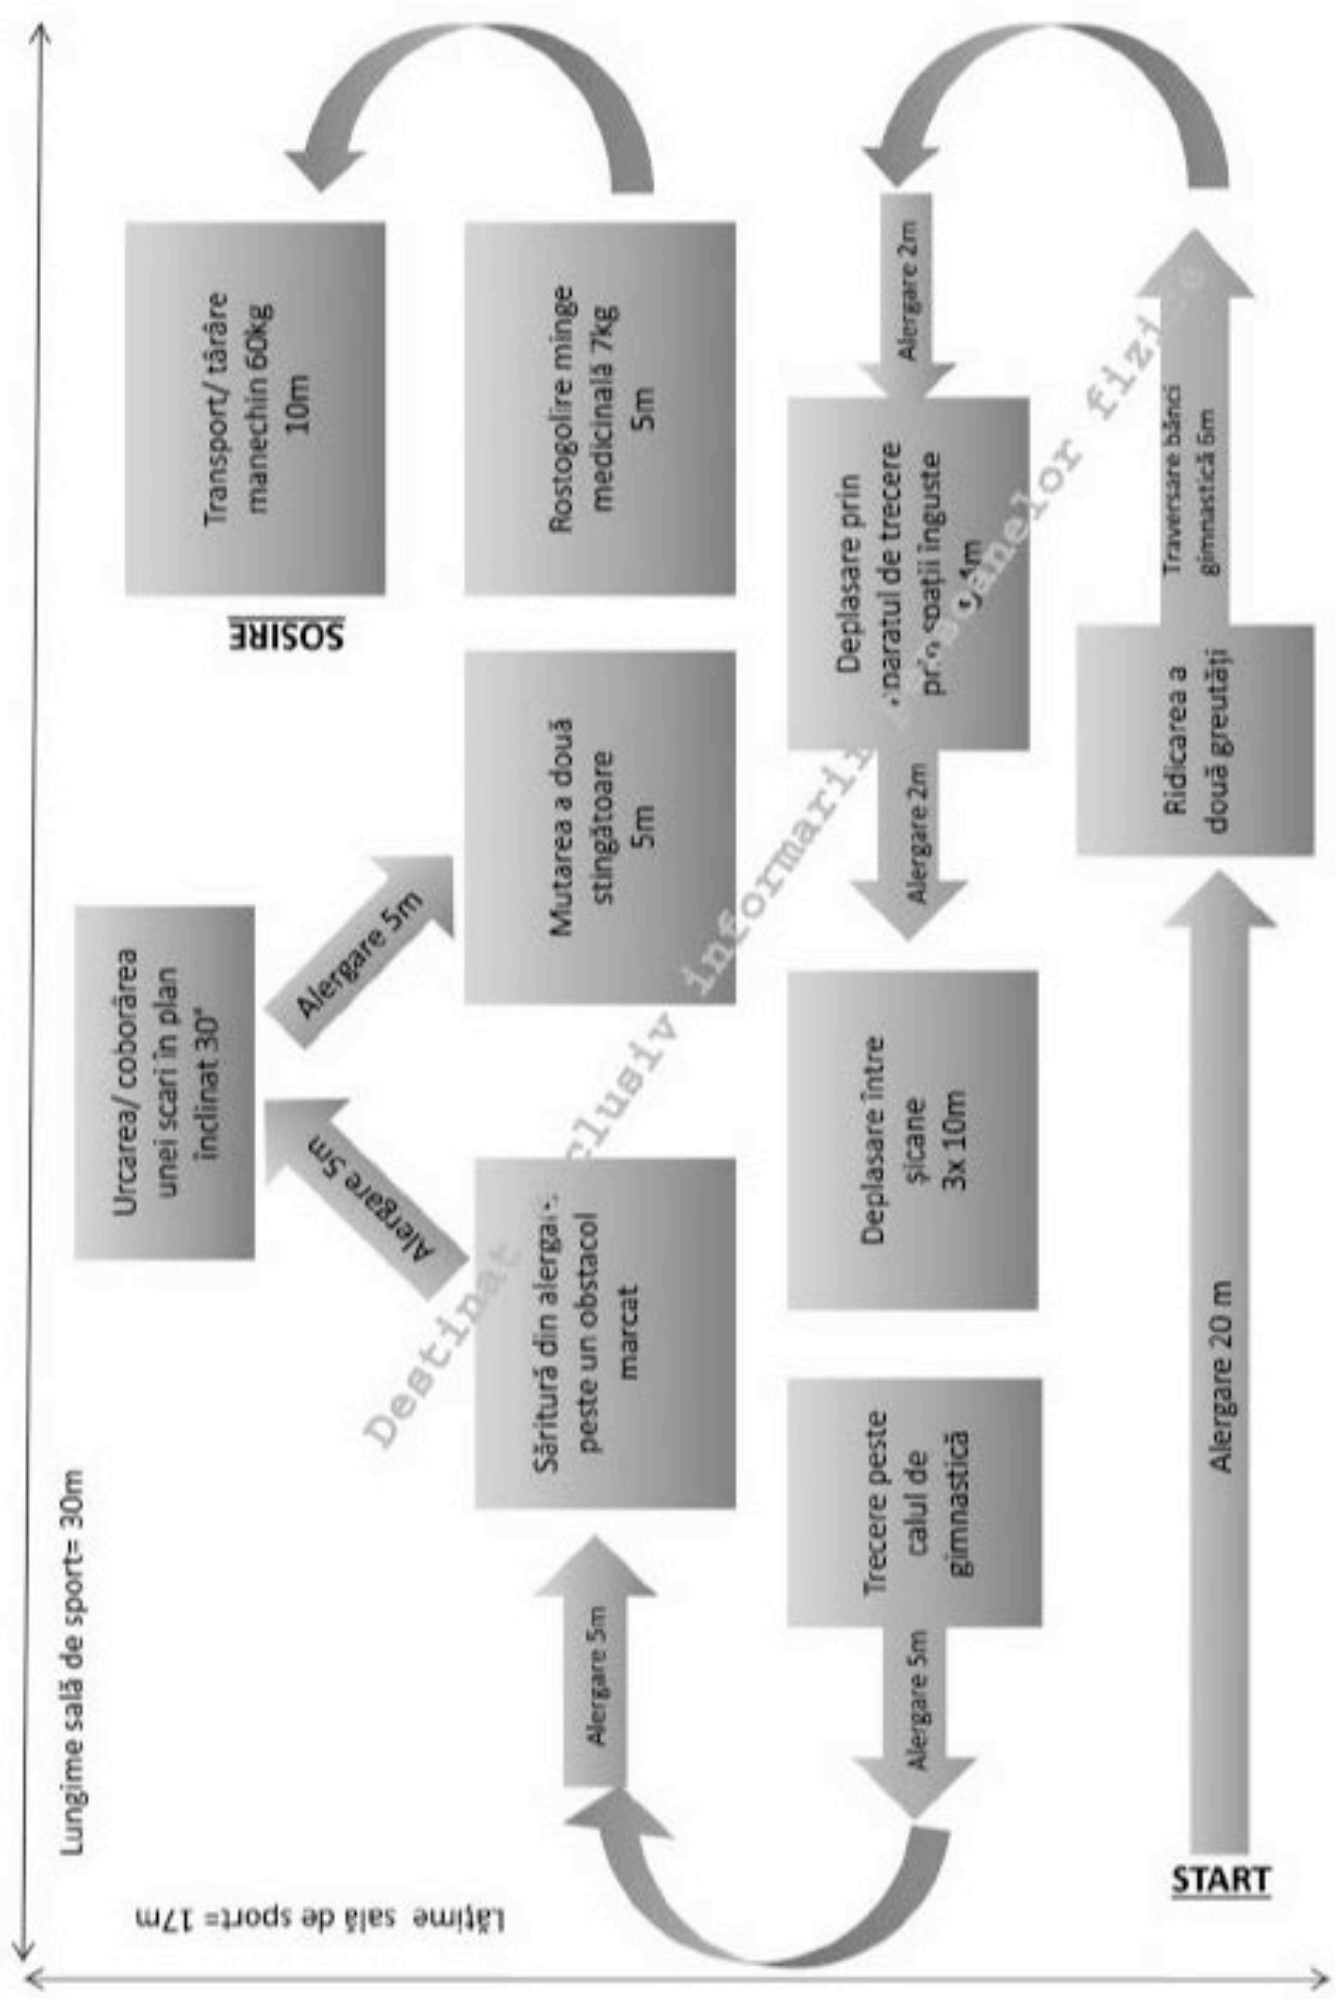 Lungime sală de sport= 30m
Lățime sală de sport= 17m
START
Alergare 20 m
Ridicarea a
două greutăți
Traversare bănci
gimnastică 6m
Alergare 2m
Deplasare prin
aparatul de trecere
spații înguste
Alergare 2m
Deplasare între
șicane
3x 10m
Trecere peste
calul de
gimnastică
Alergare 5m
Alergare 5m
Săritură din
peste un obstacol
marcat
Alergare 5m
Urcarea/ coborârea
unei scari în plan
înclinat 30°
Alergare 5m
Mutarea a două
stingătoare
5m
Rostogolire minge
medicinală 7kg
5m
Transport/ târâre
manechin 60kg
10m
SOSIRE
Destinat informarii